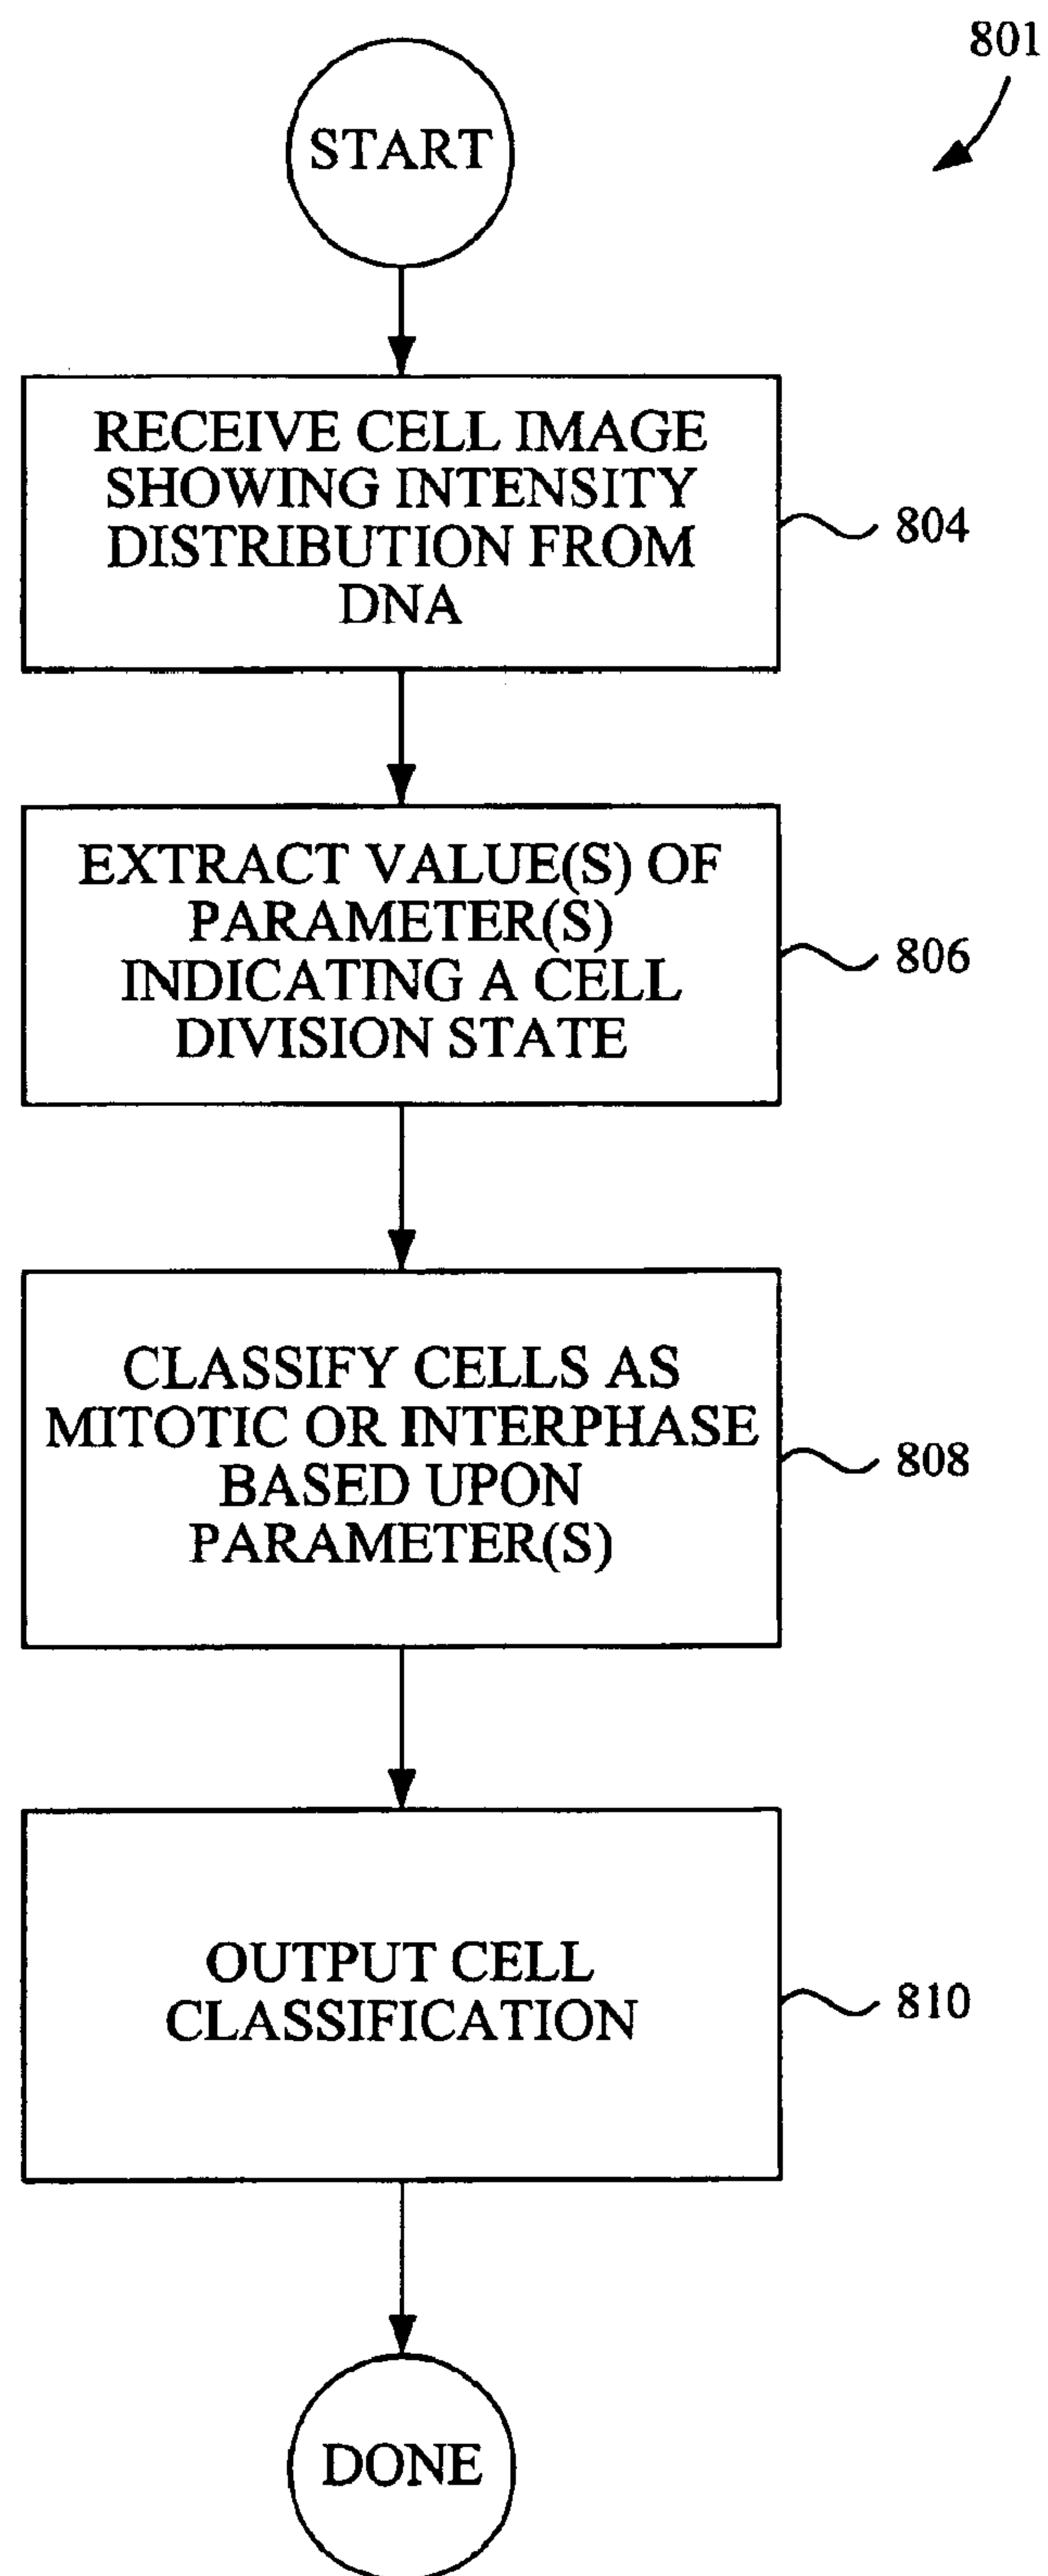 801
START
RECEIVE CELL IMAGE
SHOWING INTENSITY
DISTRIBUTION FROM
DNA
804
EXTRACT VALUE(S) OF
PARAMETER(S)
INDICATING A CELL
DIVISION STATE
806
CLASSIFY CELLS AS
MITOTIC OR INTERPHASE
BASED UPON
PARAMETER(S)
808
OUTPUT CELL
CLASSIFICATION
810
DONE